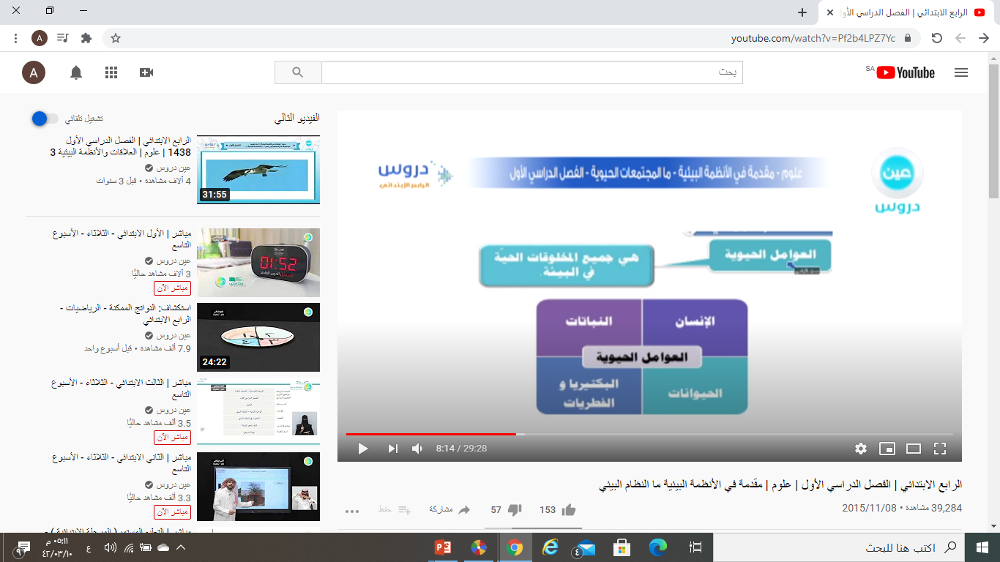 الرابع الابتدائي | الفصل الدراسي الأول
youtube.com/watch?v=Pf2b4LPZ7Yc
A
YouTube SA
بحث
A
عين
دروس
علوم - مقدمة في الأنظمة البيئية - ما المجتمعات الحيوية - الفصل الدراسي الأول
دروس
الرابع الابتدائي
العوامل الحيوية
هي جميع المخلوقات الحيّة
في البيئة.
الإنسان
النباتات
العوامل الحيوية
الحيوانات
البكتيريا و
الفطريات
8:14 / 29:28
الرابع الابتدائي | الفصل الدراسي الأول | علوم | مقدمة في الأنظمة البيئية ما النظام البيئي
39,284 مشاهدة • 2015/11/08
153
57
مشاركة
حفظ
الفيديو التالي
تشغيل تلقائي
الرابع الابتدائي | الفصل الدراسي الأول
1438 | علوم | العلاقات والأنظمة البيئية 3
عين دروس
4 آلاف مشاهدة • قبل 3 سنوات
31:55
مباشر | الأول الابتدائي - الثلاثاء - الأسبوع
التاسع
عين دروس
3 آلاف مشاهد حاليًّا
مباشر الآن
01:52
استكشاف: النواتج الممكنة - الرياضيات -
الرابع الابتدائي
عين دروس
7.9 ألف مشاهدة • قبل أسبوع واحد
24:22
مباشر | الثالث الابتدائي - الثلاثاء - الأسبوع
التاسع
عين دروس
3.5 ألف مشاهد حاليًّا
مباشر الآن
مباشر | الثاني الابتدائي - الثلاثاء - الأسبوع
التاسع
عين دروس
3.3 ألف مشاهد حاليًّا
مباشر الآن
اكتب هنا للبحث
ع
٠٥:١١ م
٤٢/٠٣/١٠
٩
٤